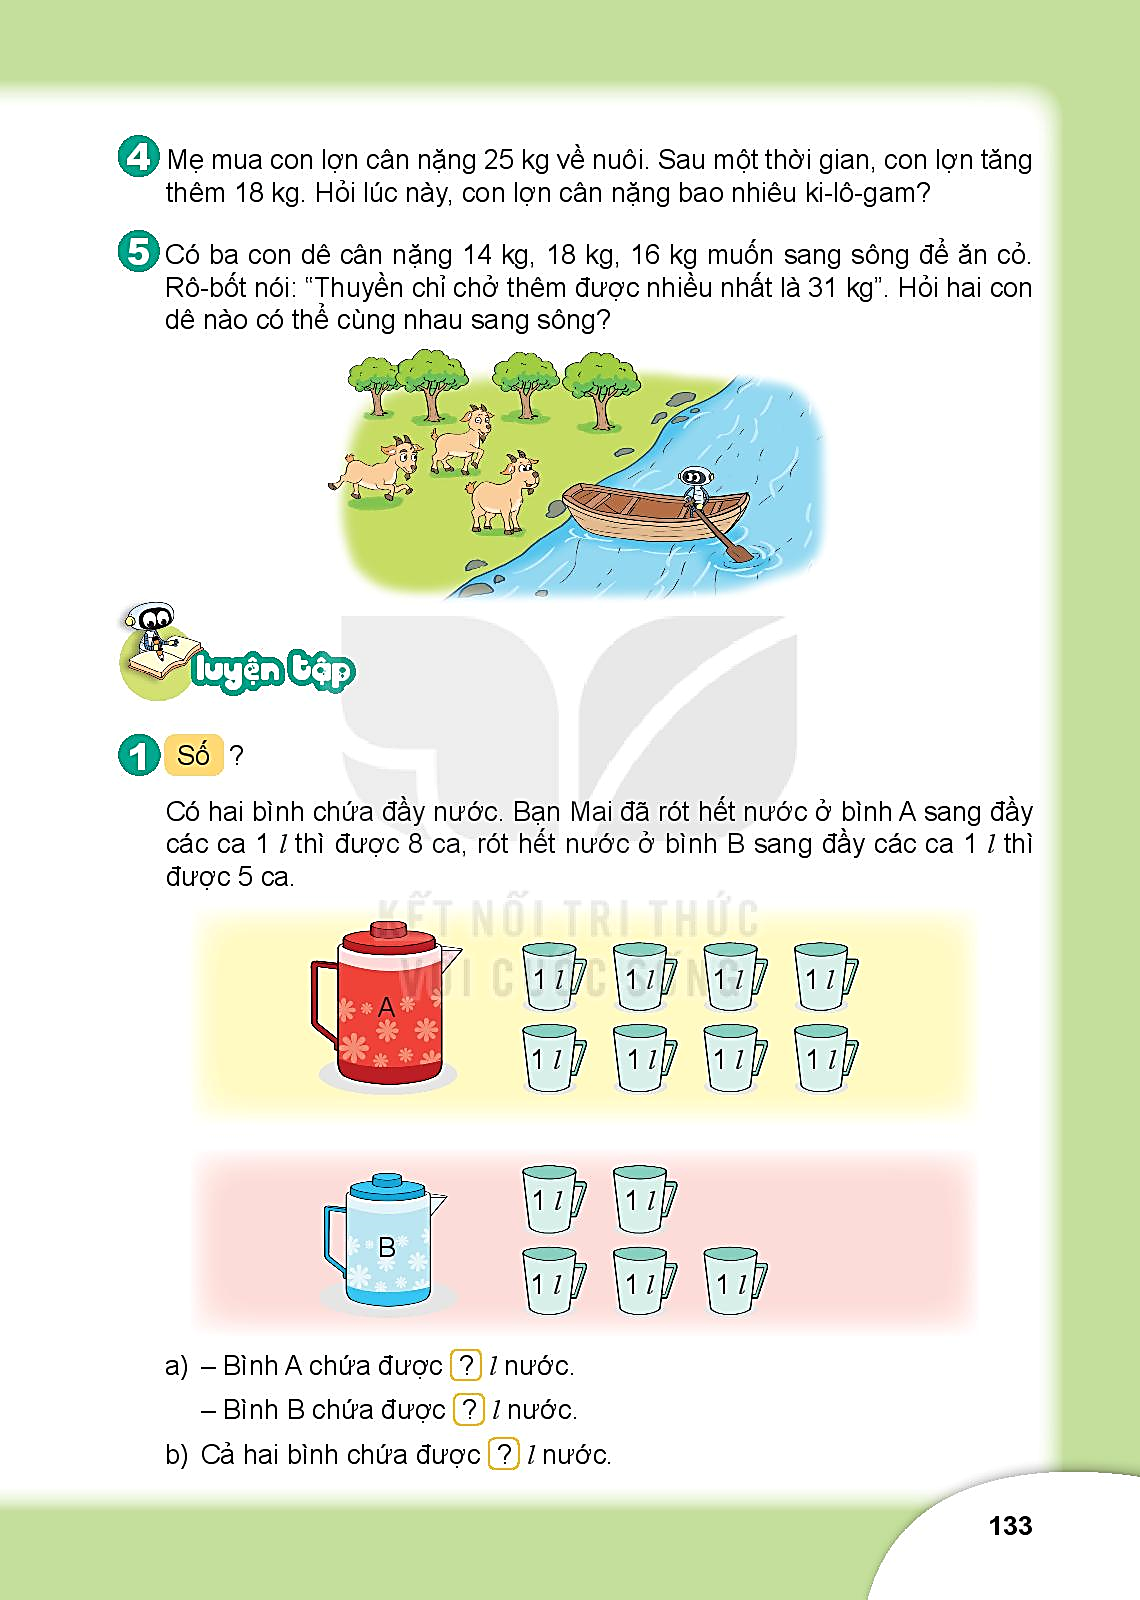 4 Mẹ mua con lợn cân nặng 25 kg về nuôi. Sau một thời gian, con lợn tăng
thêm 18 kg. Hỏi lúc này, con lợn cân nặng bao nhiêu ki-lô-gam?
5 Có ba con dê cân nặng 14 kg, 18 kg, 16 kg muốn sang sông để ăn cỏ.
Rô-bốt nói: “Thuyền chỉ chở thêm được nhiều nhất là 31 kg”. Hỏi hai con
dê nào có thể cùng nhau sang sông?
luyện tập
1 Số ?
Có hai bình chứa đầy nước. Bạn Mai đã rót hết nước ở bình A sang đầy
các ca 1 l thì được 8 ca, rót hết nước ở bình B sang đầy các ca 1 l thì
được 5 ca.
KẾT NỐI TRI THỨC
VỚI CUỘC SỐNG
A
1 l 1 l 1 l 1 l
1 l 1 l 1 l 1 l
B
1 l 1 l
1 l 1 l 1 l
a) – Bình A chứa được ? l nước.
– Bình B chứa được ? l nước.
b) Cả hai bình chứa được ? l nước.
133